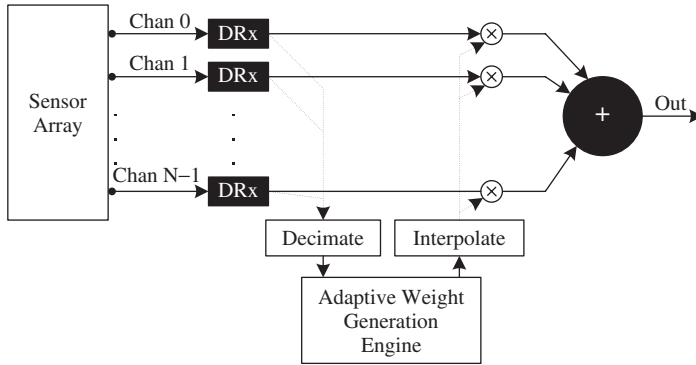 Chan 0
DRx
Chan 1
DRx
Sensor
Array
+
Out
Chan N−1
DRx
Decimate
Interpolate
Adaptive Weight
Generation
Engine